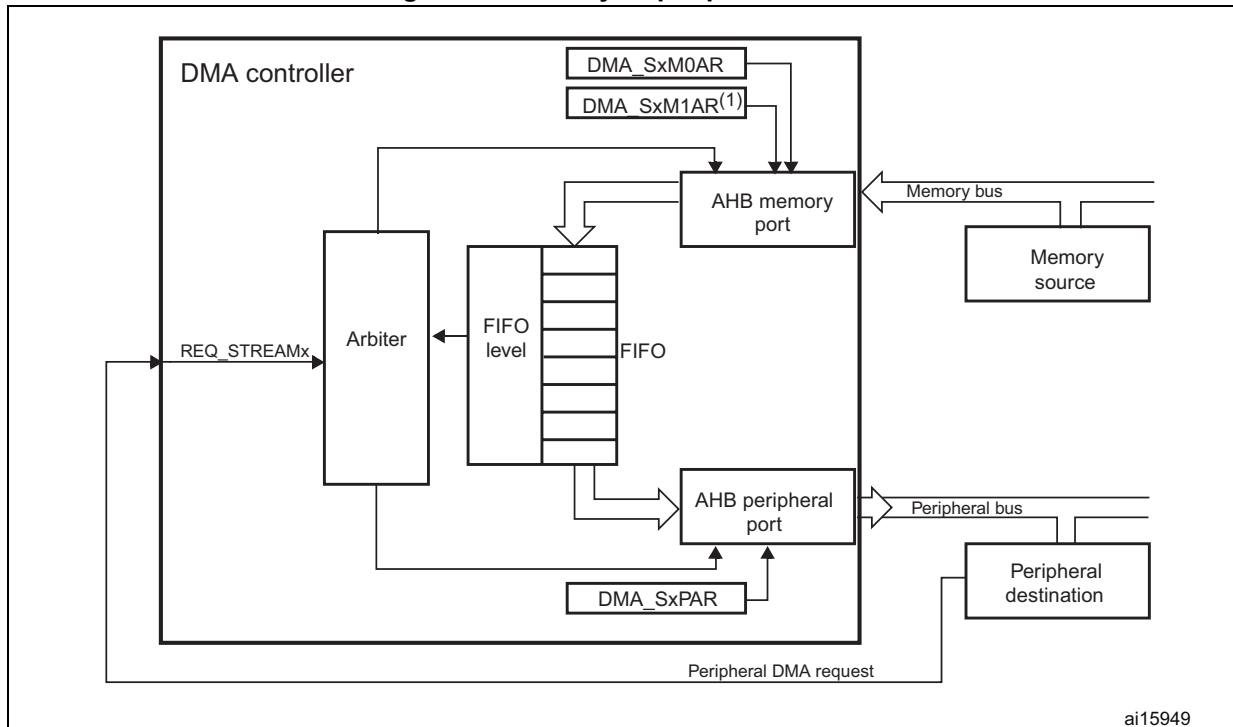 DMA controller
DMA_SxM0AR
DMA_SxM1AR(1)
AHB memory
port
Memory bus
Memory
source
REQ_STREAMx
Arbiter
FIFO
level
FIFO
AHB peripheral
port
Peripheral bus
DMA_SxPAR
Peripheral
destination
Peripheral DMA request
ai15949